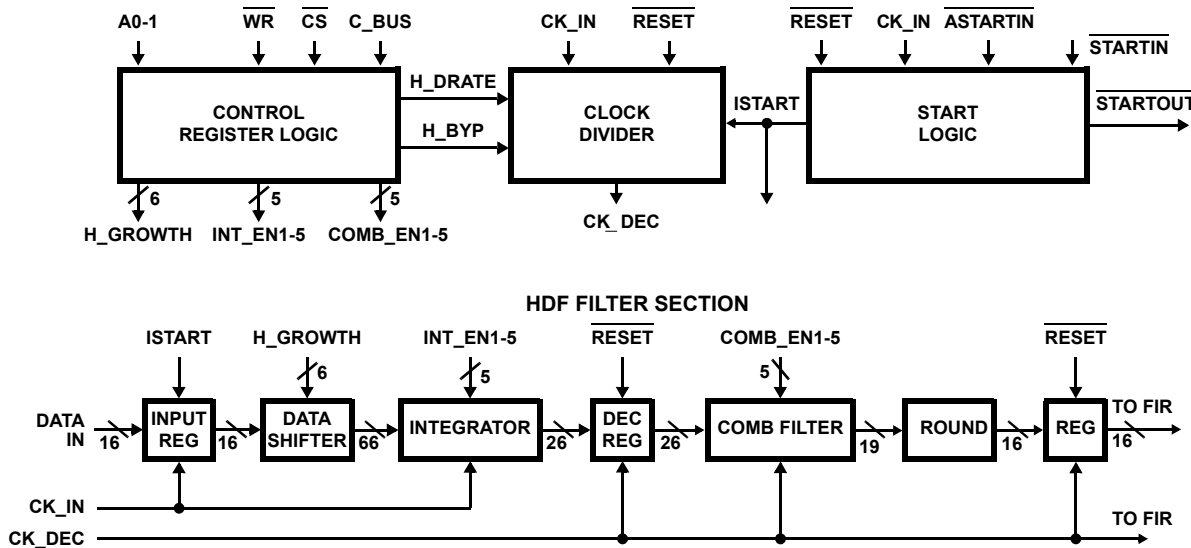 A0-1 WR CS C_BUS CK_IN RESET RESET CK_IN ASTARTIN
STARTIN
H_DRATE
CONTROL REGISTER LOGIC
H_BYP
CLOCK DIVIDER
ISTART
START LOGIC
STARTOUT
6 5 5
H_GROWTH INT_EN1-5 COMB_EN1-5 CK_DEC
HDF FILTER SECTION
ISTART H_GROWTH INT_EN1-5 RESET COMB_EN1-5 RESET
6 5 5
DATA IN
16
INPUT REG
16
DATA SHIFTER
66
INTEGRATOR
26
DEC REG
26
COMB FILTER
19
ROUND
16
REG
TO FIR
16
CK_IN
CK_DEC
TO FIR